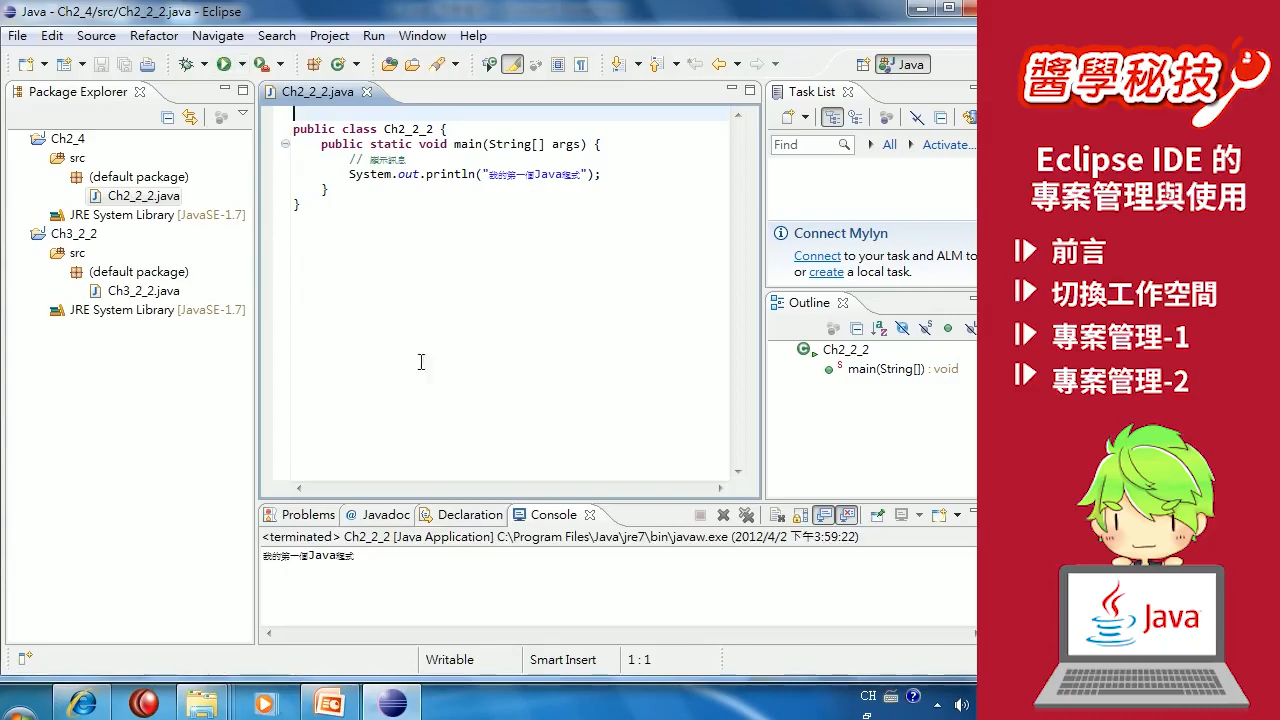 Java - Ch2_4/src/Ch2_2_2.java - Eclipse
File Edit Source Refactor Navigate Search Project Run Window Help
Java
Package Explorer
Ch2_4
src
(default package)
Ch2_2_2.java
JRE System Library [JavaSE-1.7]
Ch3_2_2
src
(default package)
Ch3_2_2.java
JRE System Library [JavaSE-1.7]
Ch2_2_2.java
public class Ch2_2_2 {
public static void main(String[] args) {
// 顯示訊息
System.out.println("我的第一個Java程式");
}
}
Task List
Find All Activate...
Connect Mylyn
Connect to your task and ALM to
or create a local task.
Outline
Ch2_2_2
main(String[]) : void
Problems @ Javadoc Declaration Console
<terminated> Ch2_2_2 [Java Application] C:\Program Files\Java\jre7\bin\javaw.exe (2012/4/2 下午3:59:22)
我的第一個Java程式
Writable Smart Insert 1 : 1
CH
醬學秘技
Eclipse IDE 的
專案管理與使用
前言
切換工作空間
專案管理-1
專案管理-2
Java